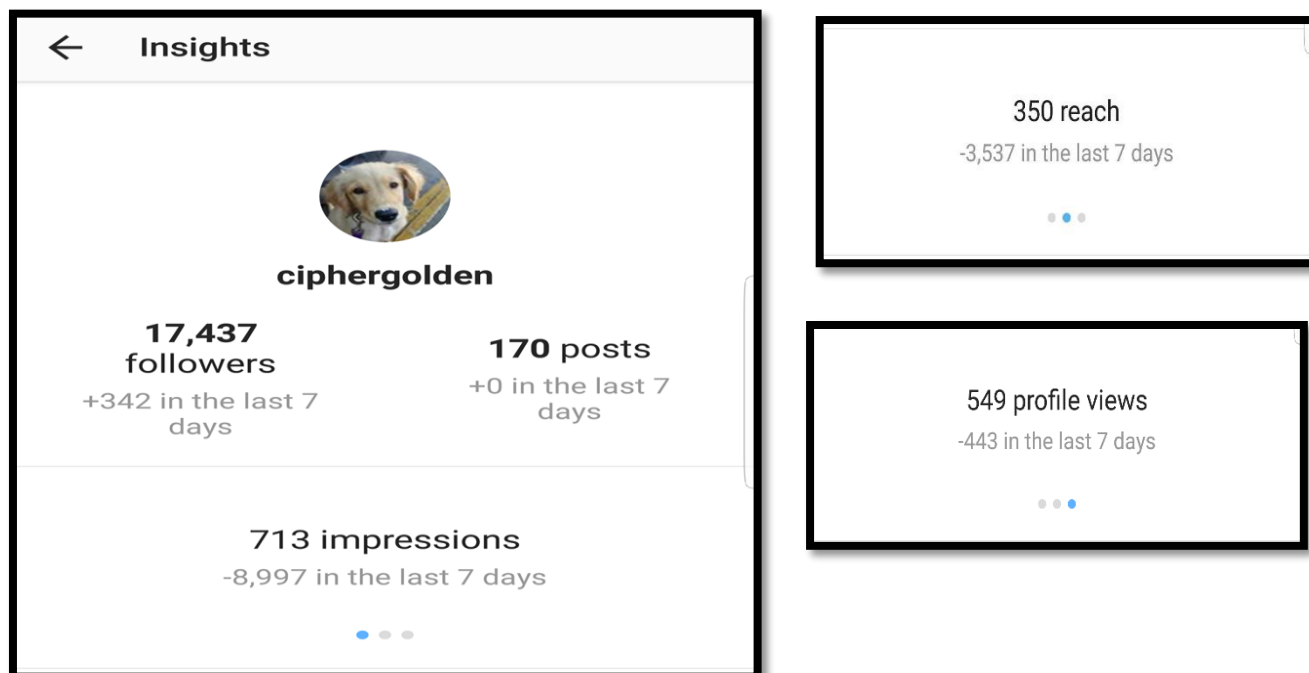 Insights
ciphergolden
17,437
followers
+342 in the last 7
days
170 posts
+0 in the last 7
days
713 impressions
-8,997 in the last 7 days
350 reach
-3,537 in the last 7 days
549 profile views
-443 in the last 7 days